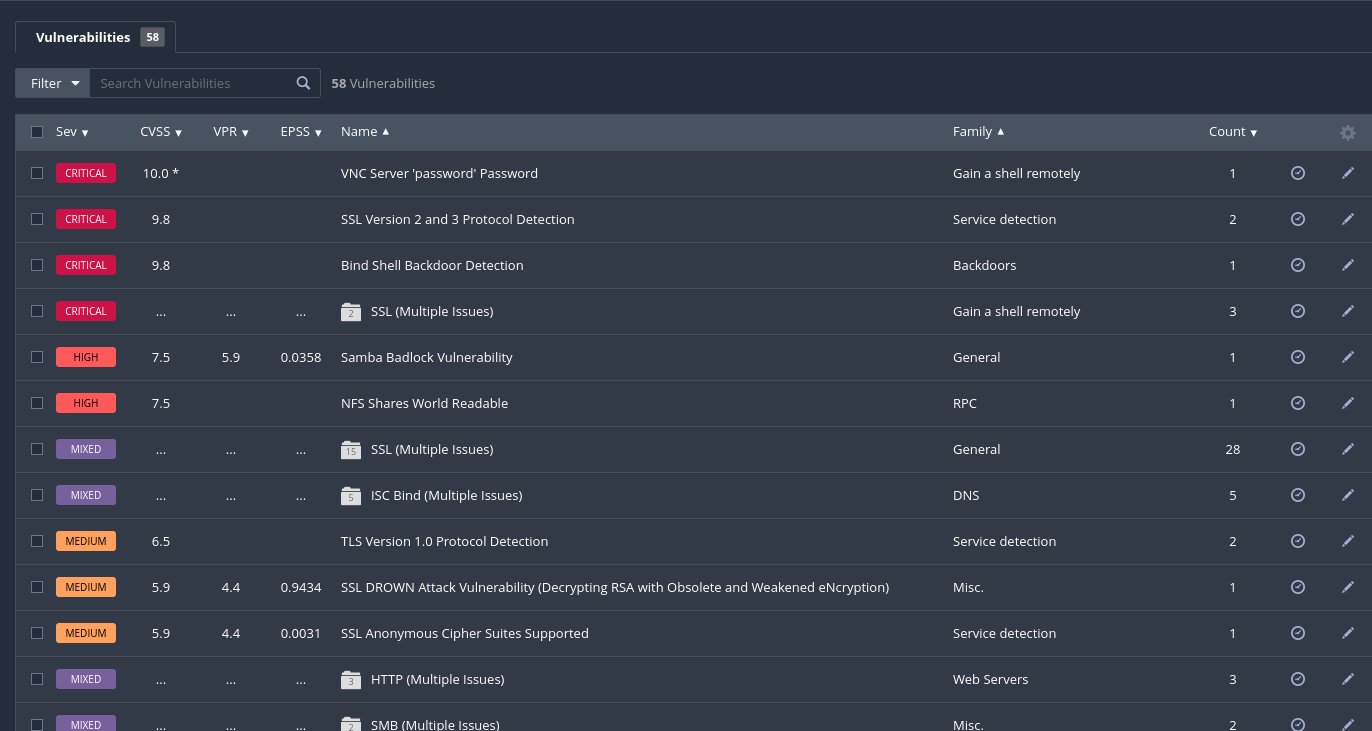 Vulnerabilities 58
Filter Search Vulnerabilities 58 Vulnerabilities
Sev CVSS VPR EPSS Name Family Count
CRITICAL 10.0 * VNC Server 'password' Password Gain a shell remotely 1
CRITICAL 9.8 SSL Version 2 and 3 Protocol Detection Service detection 2
CRITICAL 9.8 Bind Shell Backdoor Detection Backdoors 1
CRITICAL ... ... ... 2 SSL (Multiple Issues) Gain a shell remotely 3
HIGH 7.5 5.9 0.0358 Samba Badlock Vulnerability General 1
HIGH 7.5 NFS Shares World Readable RPC 1
MIXED ... ... ... 15 SSL (Multiple Issues) General 28
MIXED ... ... ... 5 ISC Bind (Multiple Issues) DNS 5
MEDIUM 6.5 TLS Version 1.0 Protocol Detection Service detection 2
MEDIUM 5.9 4.4 0.9434 SSL DROWN Attack Vulnerability (Decrypting RSA with Obsolete and Weakened eNcryption) Misc. 1
MEDIUM 5.9 4.4 0.0031 SSL Anonymous Cipher Suites Supported Service detection 1
MIXED ... ... ... 3 HTTP (Multiple Issues) Web Servers 3
MIXED ... ... ... 2 SMB (Multiple Issues) Misc. 2